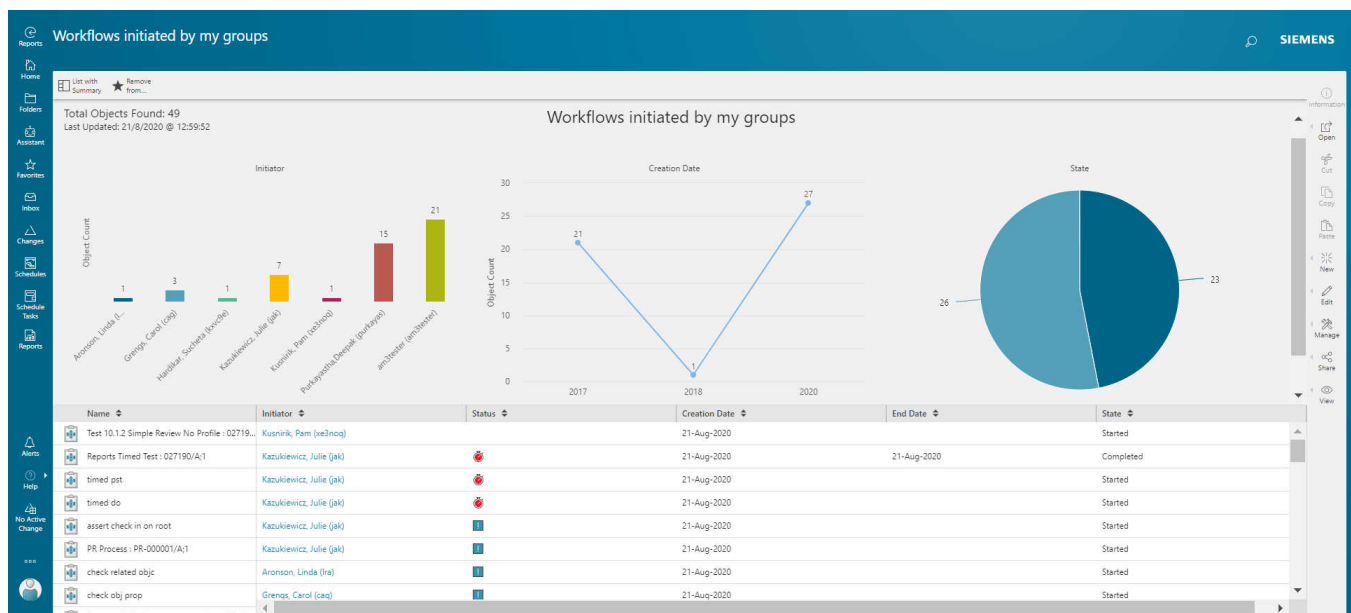 Reports
Workflows initiated by my groups
SIEMENS
Home
Folders
Assistant
Favorites
Inbox
Changes
Schedules
Schedule
Tasks
Reports
Alerts
Help
No Active
Change
List with
Summary
Remove
from...
Total Objects Found: 49
Last Updated: 21/8/2020 @ 12:59:52
Workflows initiated by my groups
Initiator
Object Count
1
3
1
7
1
15
21
Aronson, Linda (l...
Grengs, Carol (cag)
Hardikar, Sucheta (kxic9e)
Kazukiewicz, Julie (jak)
Kusnirik, Pam (xe3noq)
Purkayastha,Deepak (purkayas)
am3tester (am3tester)
Creation Date
Object Count
30
25
20
15
10
5
0
21
1
27
2017
2018
2020
State
26
23
Information
Open
Cut
Copy
Paste
New
Edit
Manage
Share
View
Name Initiator Status Creation Date End Date State
Test 10.1.2 Simple Review No Profile : 02719... Kusnirik, Pam (xe3noq) 21-Aug-2020 Started
Reports Timed Test : 027190/A;1 Kazukiewicz, Julie (jak) 21-Aug-2020 21-Aug-2020 Completed
timed pst Kazukiewicz, Julie (jak) 21-Aug-2020 Started
timed do Kazukiewicz, Julie (jak) 21-Aug-2020 Started
assert check in on root Kazukiewicz, Julie (jak) 21-Aug-2020 Started
PR Process : PR-000001/A;1 Kazukiewicz, Julie (jak) 21-Aug-2020 Started
check related objc Aronson, Linda (lra) 21-Aug-2020 Started
check obj prop Grengs, Carol (cag) 21-Aug-2020 Started